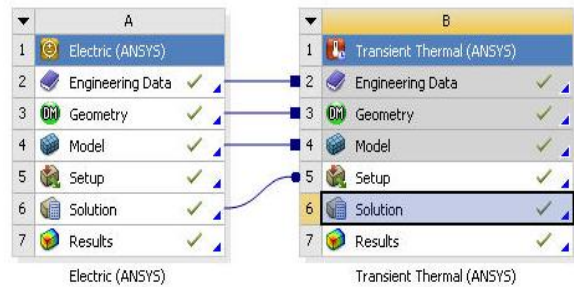 A
1 Electric (ANSYS)
2 Engineering Data
3 DM Geometry
4 Model
5 Setup
6 Solution
7 Results
Electric (ANSYS)
B
1 Transient Thermal (ANSYS)
2 Engineering Data
3 DM Geometry
4 Model
5 Setup
6 Solution
7 Results
Transient Thermal (ANSYS)